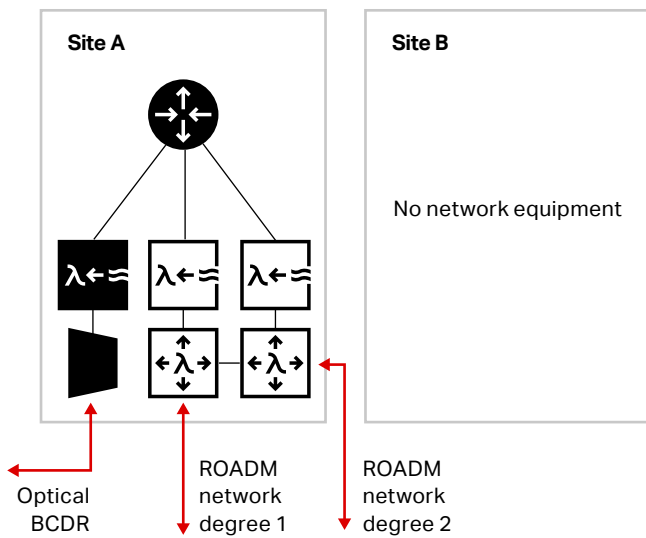 Site A
Site B
No network equipment
λ
λ
λ
λ
λ
Optical
BCDR
ROADM
network
degree 1
ROADM
network
degree 2